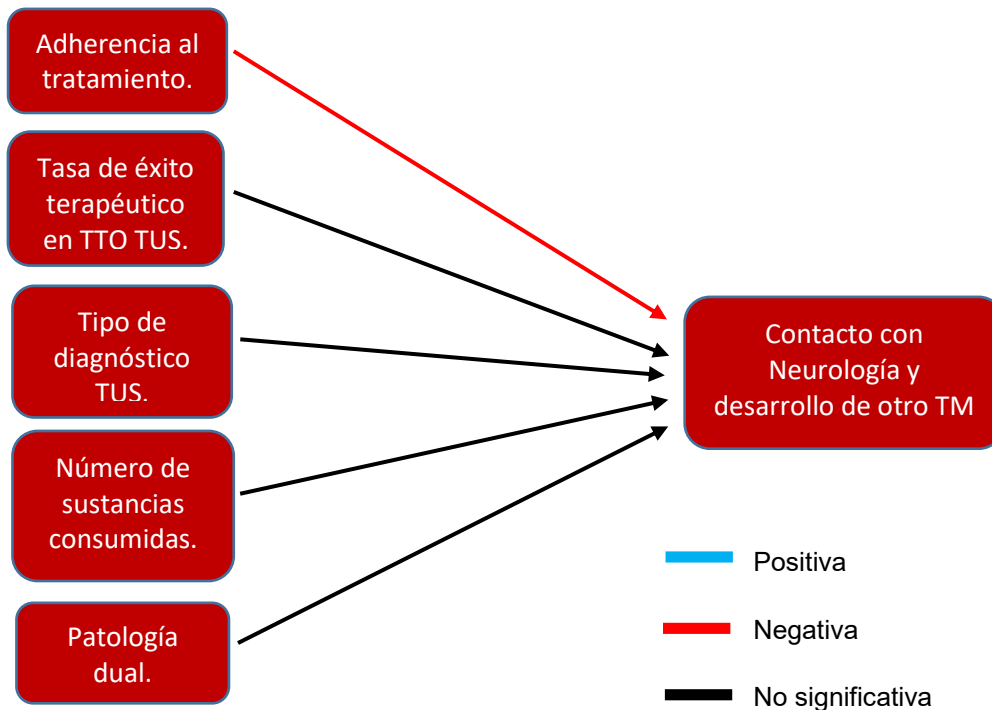 Adherencia al
tratamiento.
Tasa de éxito
terapéutico
en TTO TUS.
Tipo de
diagnóstico
TUS.
Número de
sustancias
consumidas.
Patología
dual.
Contacto con
Neurología y
desarrollo de otro TM
Positiva
Negativa
No significativa